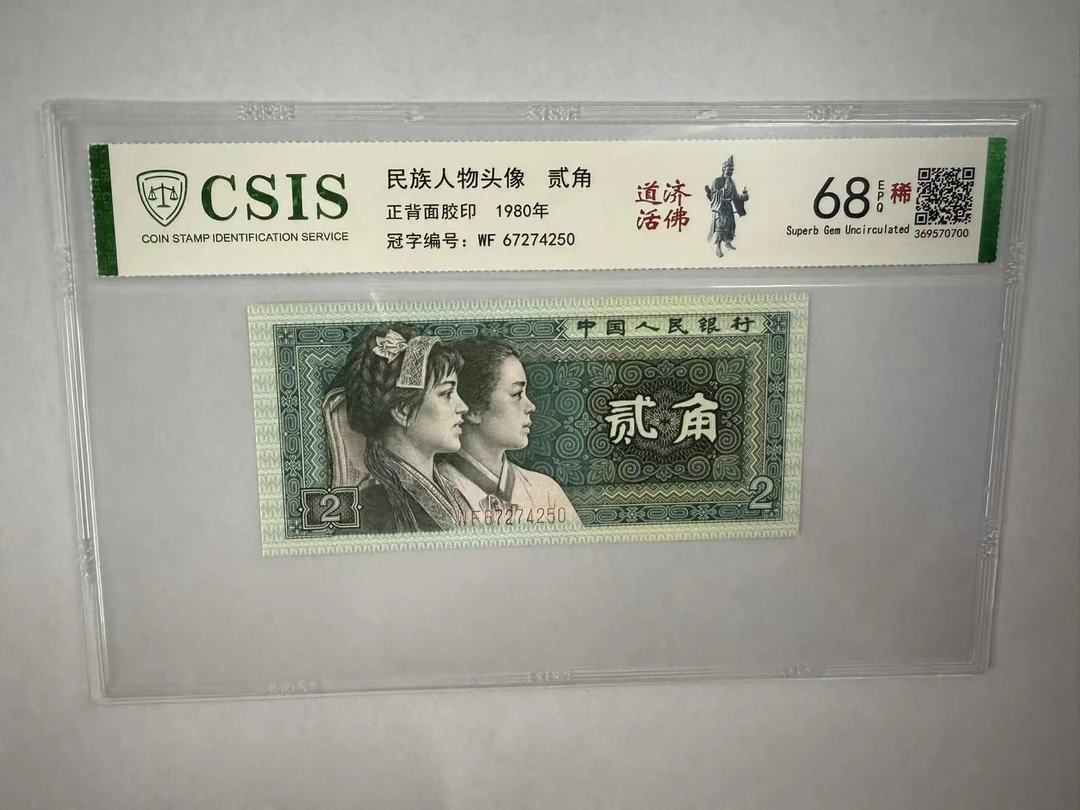 CSIS
COIN STAMP IDENTIFICATION SERVICE
民族人物头像 贰角
正背面胶印 1980年
冠字编号：WF 67274250
道济
活佛
68
EPQ
稀
Superb Gem Uncirculated
369570700
中国人民银行
2
贰角
2
WF67274250
2